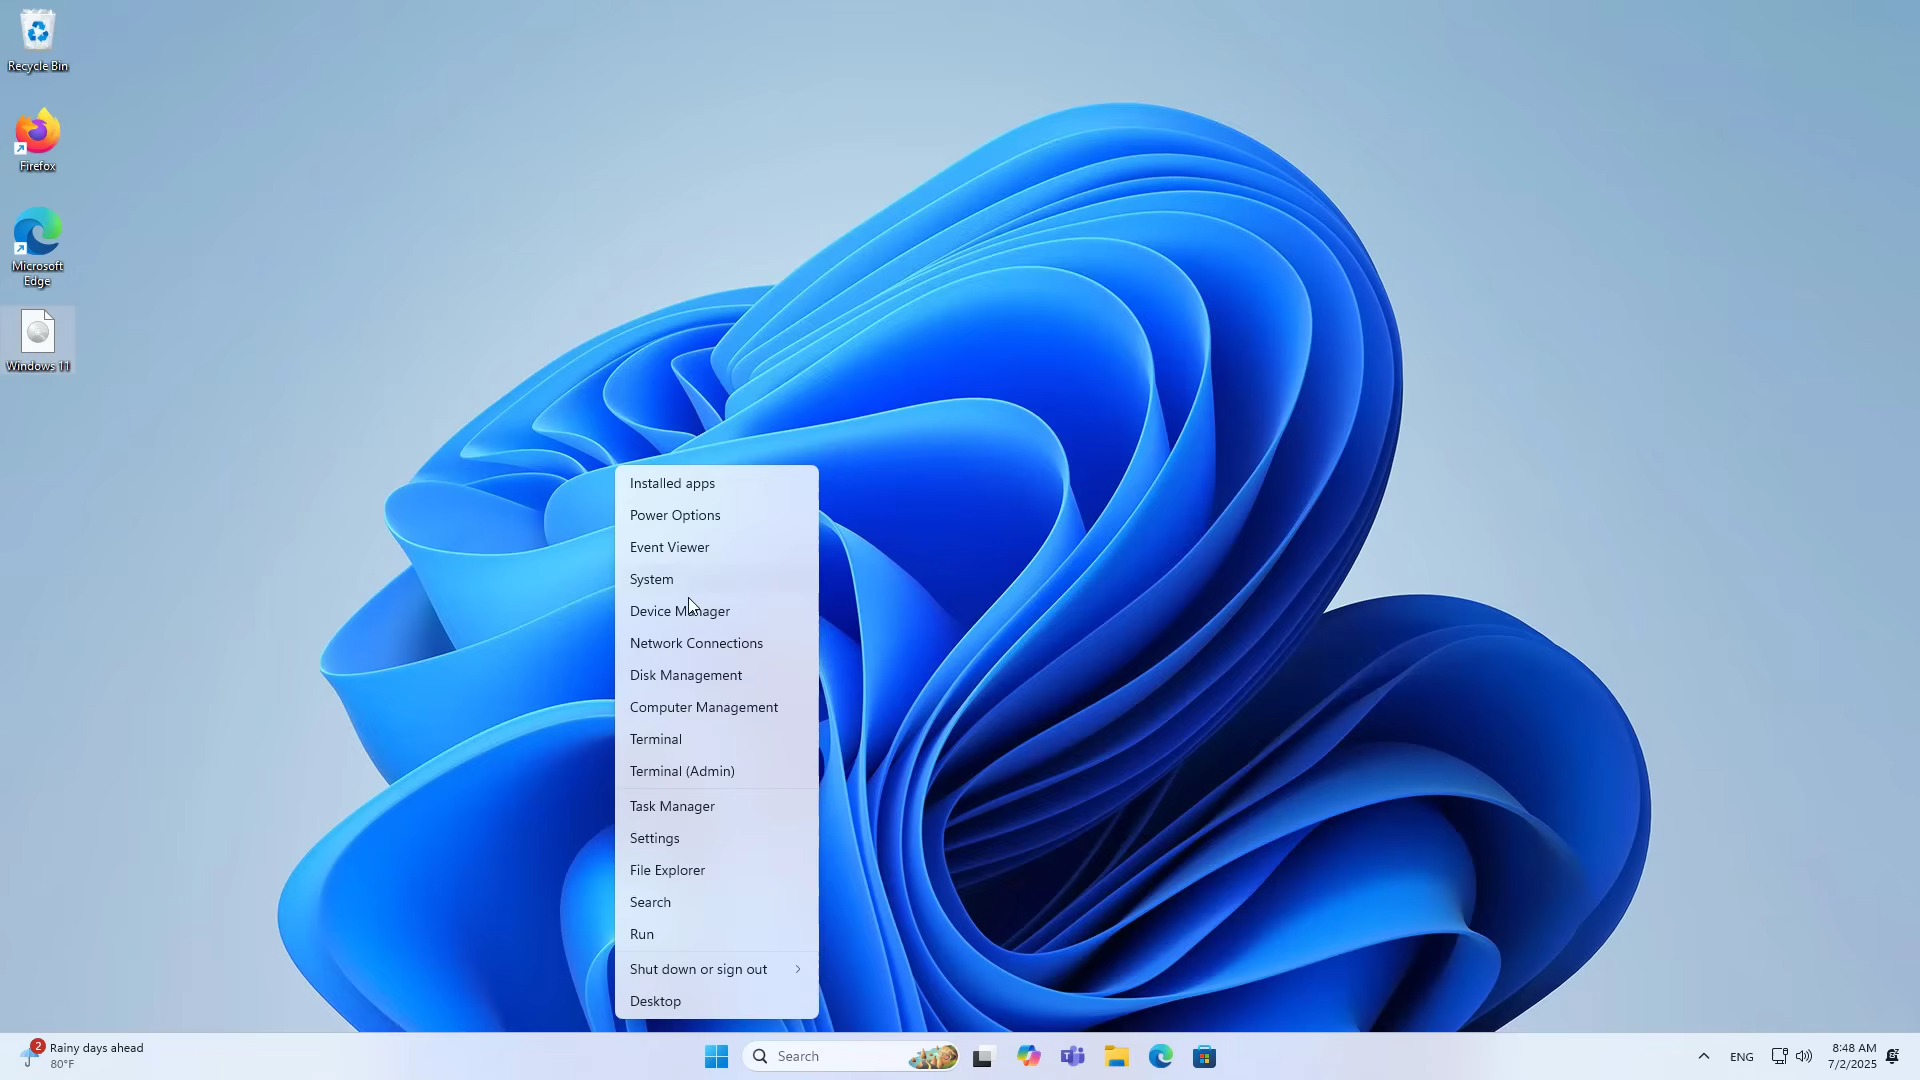 Recycle Bin
Firefox
Microsoft
Edge
Windows 11
Installed apps
Power Options
Event Viewer
System
Device Manager
Network Connections
Disk Management
Computer Management
Terminal
Terminal (Admin)
Task Manager
Settings
File Explorer
Search
Run
Shut down or sign out
Desktop
2
Rainy days ahead
80°F
Search
ENG
8:48 AM
7/2/2025